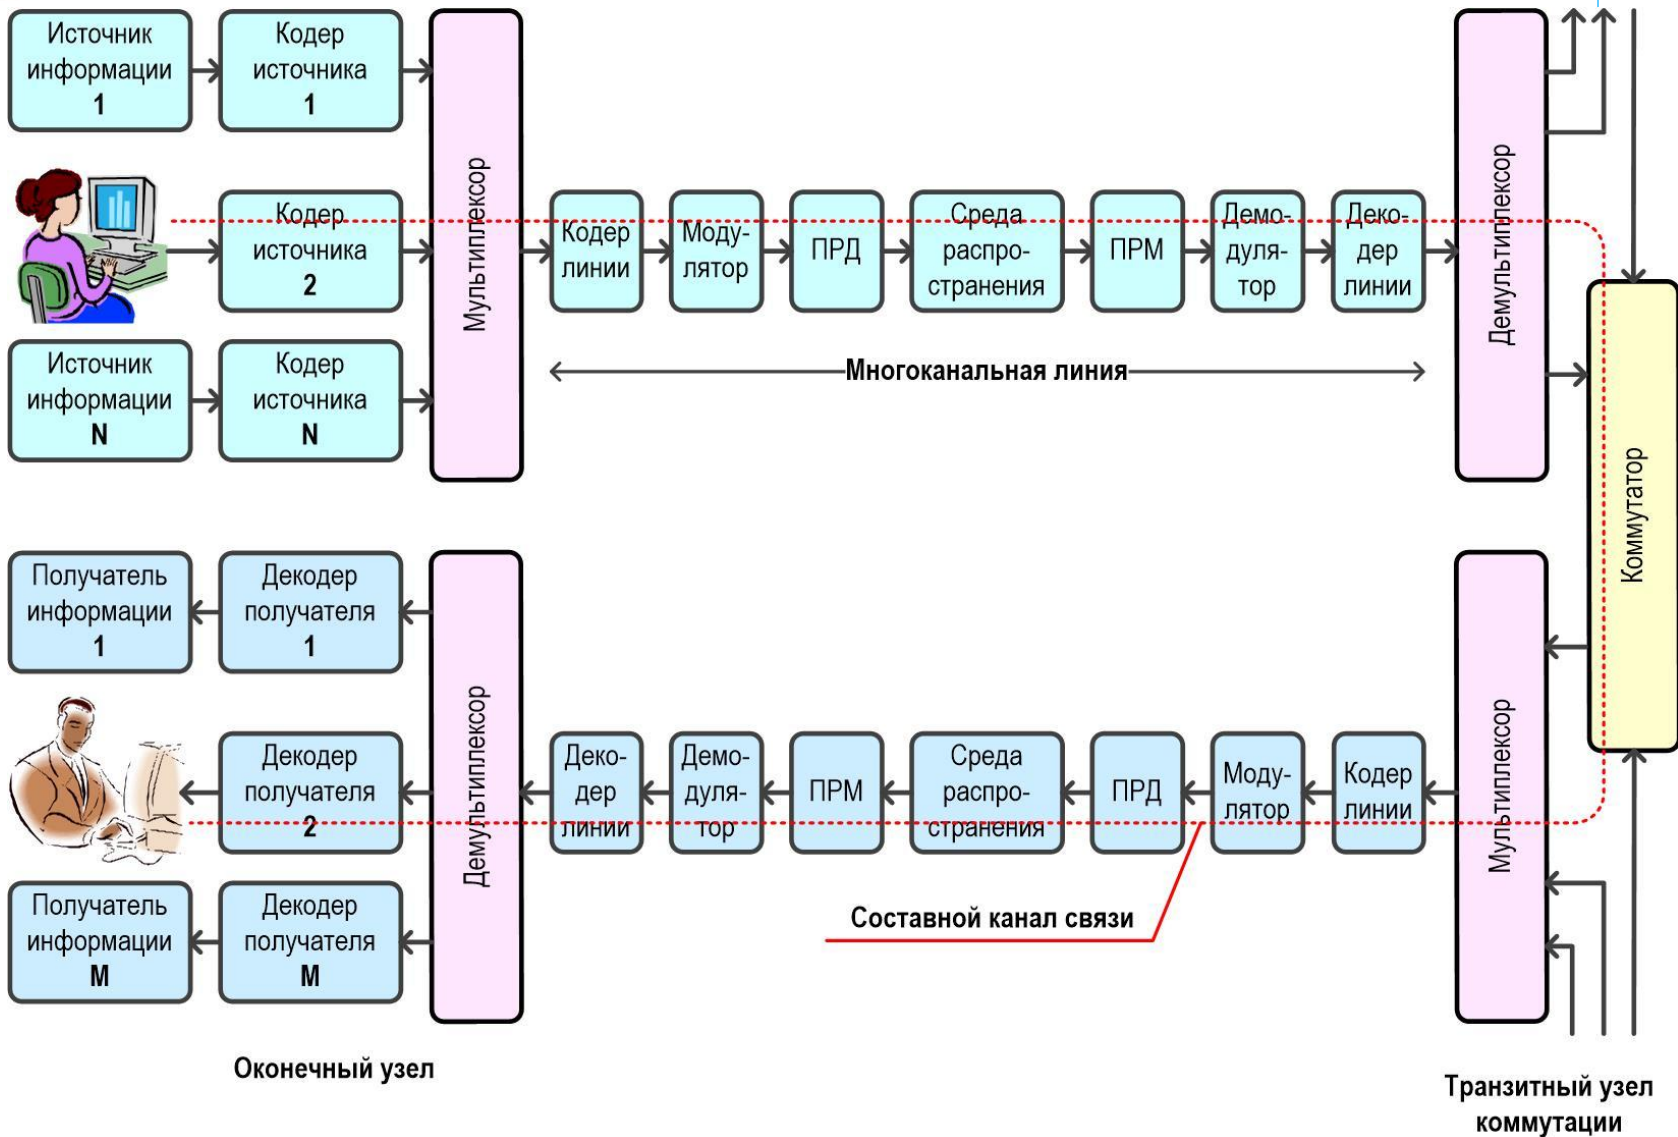 Источник
информации
1
Кодер
источника
1
Мультиплексор
Демультиплексор
Кодер
источника
2
Кодер
линии
Моду-
лятор
ПРД
Среда
распро-
странения
ПРМ
Демо-
дуля-
тор
Деко-
дер
линии
Источник
информации
N
Кодер
источника
N
Многоканальная линия
Коммутатор
Получатель
информации
1
Декодер
получателя
1
Демультиплексор
Мультиплексор
Декодер
получателя
2
Деко-
дер
линии
Демо-
дуля-
тор
ПРМ
Среда
распро-
странения
ПРД
Моду-
лятор
Кодер
линии
Получатель
информации
M
Декодер
получателя
M
Составной канал связи
Оконечный узел
Транзитный узел
коммутации